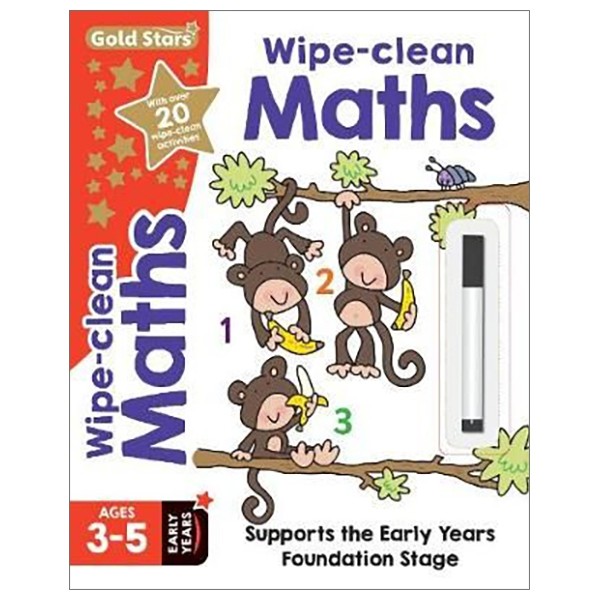 Gold Stars
With over
20
wipe-clean
activities
Wipe-clean
Maths
Wipe-clean
Maths
1
2
3
AGES
3-5
EARLY
YEARS
Supports the Early Years
Foundation Stage